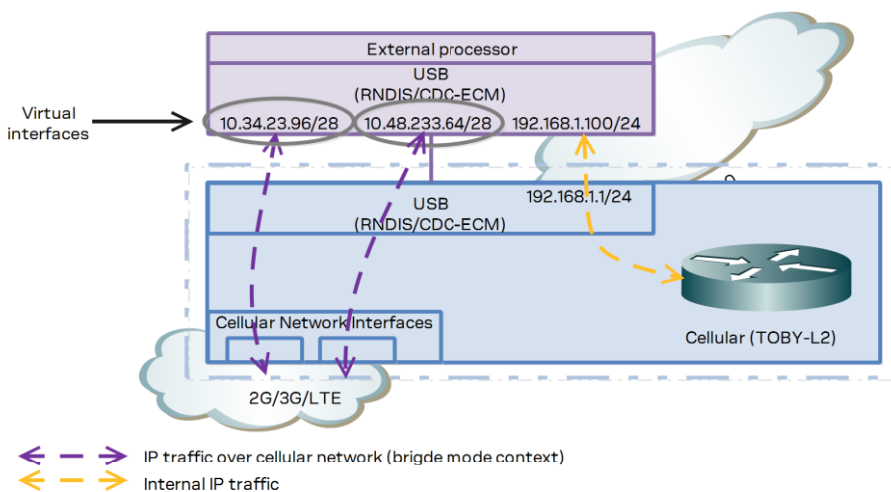 External processor
USB
(RNDIS/CDC-ECM)
Virtual
interfaces
10.34.23.96/28 10.48.233.64/28 192.168.1.100/24
192.168.1.1/24
USB
(RNDIS/CDC-ECM)
Cellular Network Interfaces
Cellular (TOBY-L2)
2G/3G/LTE
IP traffic over cellular network (brigde mode context)
Internal IP traffic